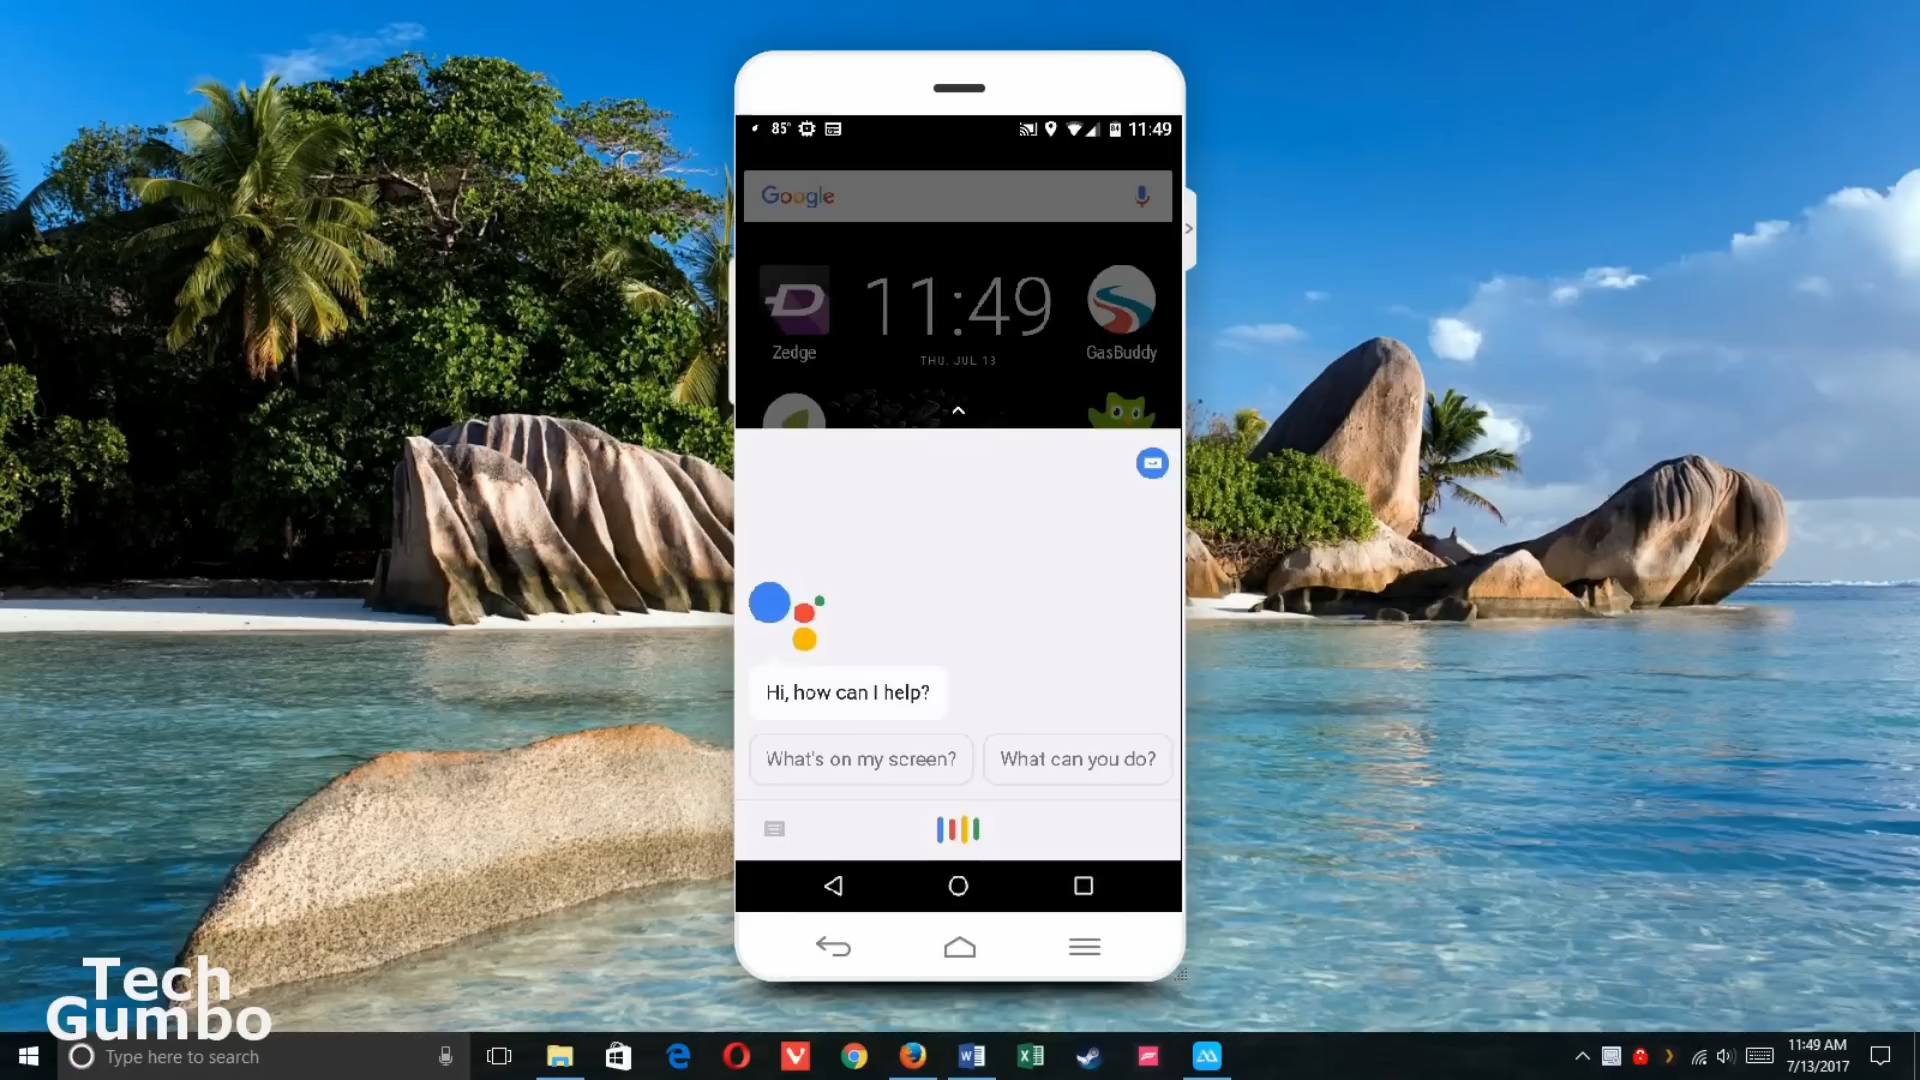 85°
84
11:49
Google
11:49
Zedge
THU, JUL 13
GasBuddy
Hi, how can I help?
What's on my screen?
What can you do?
Tech
Gumbo
Type here to search
11:49 AM
7/13/2017